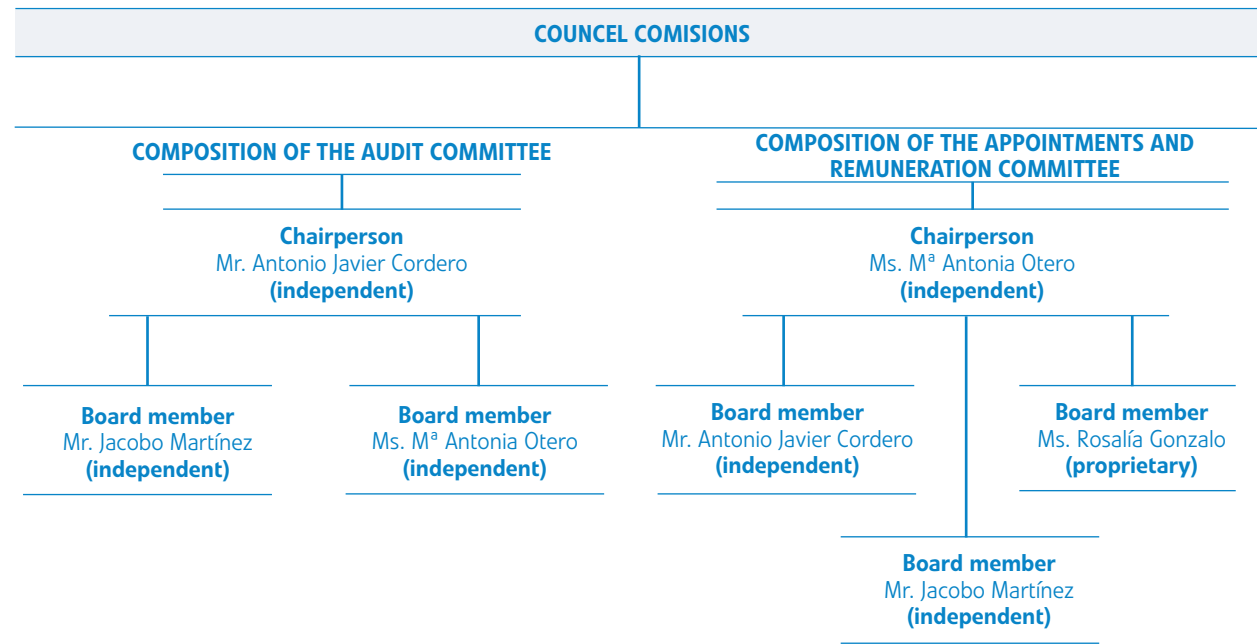 COUNCEL COMISIONS
COMPOSITION OF THE AUDIT COMMITTEE
Chairperson
Mr. Antonio Javier Cordero
(independent)
Board member
Mr. Jacobo Martínez
(independent)
Board member
Ms. Mª Antonia Otero
(independent)
COMPOSITION OF THE APPOINTMENTS AND
REMUNERATION COMMITTEE
Chairperson
Ms. Mª Antonia Otero
(independent)
Board member
Mr. Antonio Javier Cordero
(independent)
Board member
Ms. Rosalía Gonzalo
(proprietary)
Board member
Mr. Jacobo Martínez
(independent)